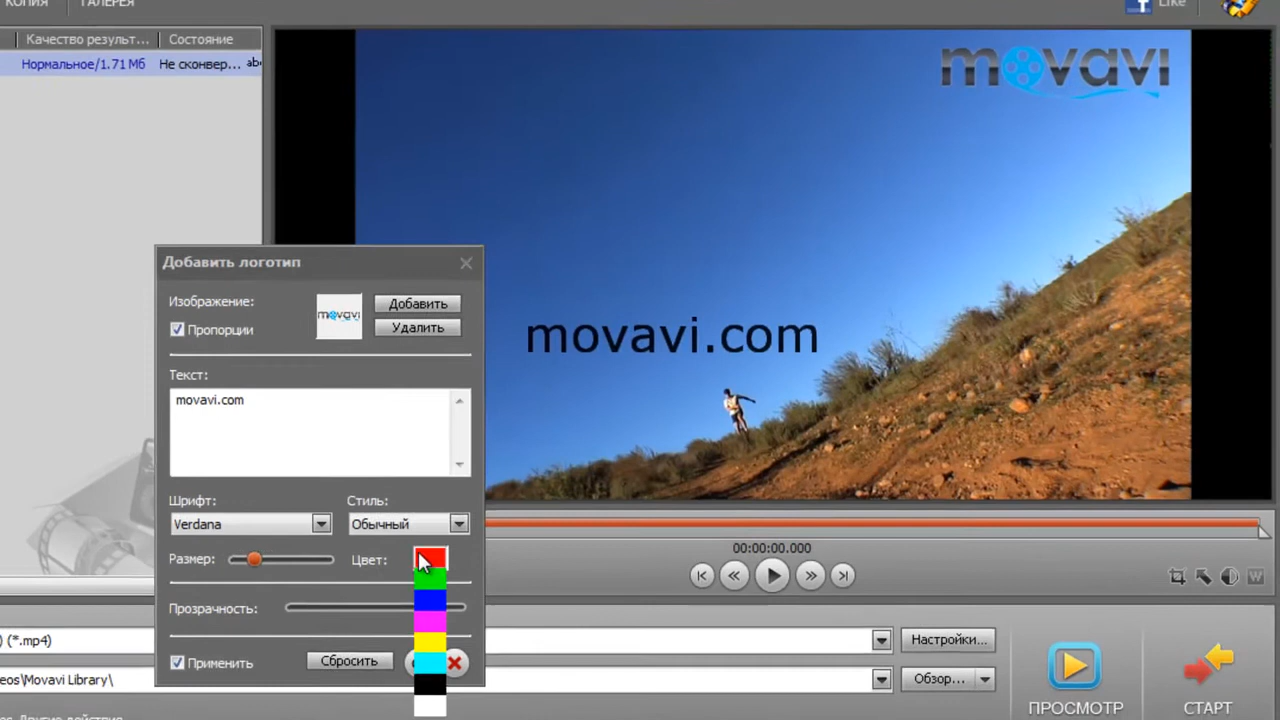 КОПИЯ ГАЛЕРЕЯ Like
Качество результ... Состояние
Нормальное/1.71 Мб Не сконвер... abc
movavi
Добавить логотип
Изображение: movavi Добавить
Пропорции Удалить
movavi.com
Текст:
movavi.com
Шрифт: Стиль:
Verdana Обычный
Размер: Цвет:
00:00:00.000
W
Прозрачность:
(*.mp4) Настройки...
Применить Сбросить
eos\Movavi Library\ Обзор...
ПРОСМОТР СТАРТ